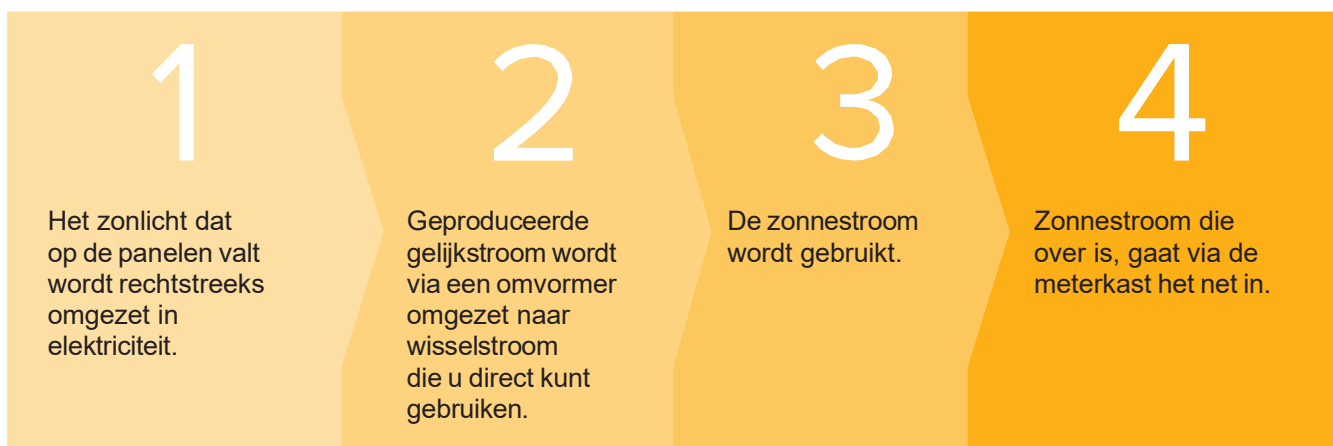 1
Het zonlicht dat
op de panelen valt
wordt rechtstreeks
omgezet in
elektriciteit.
2
Geproduceerde
gelijkstroom wordt
via een omvormer
omgezet naar
wisselstroom
die u direct kunt
gebruiken.
3
De zonnestroom
wordt gebruikt.
4
Zonnestroom die
over is, gaat via de
meterkast het net in.